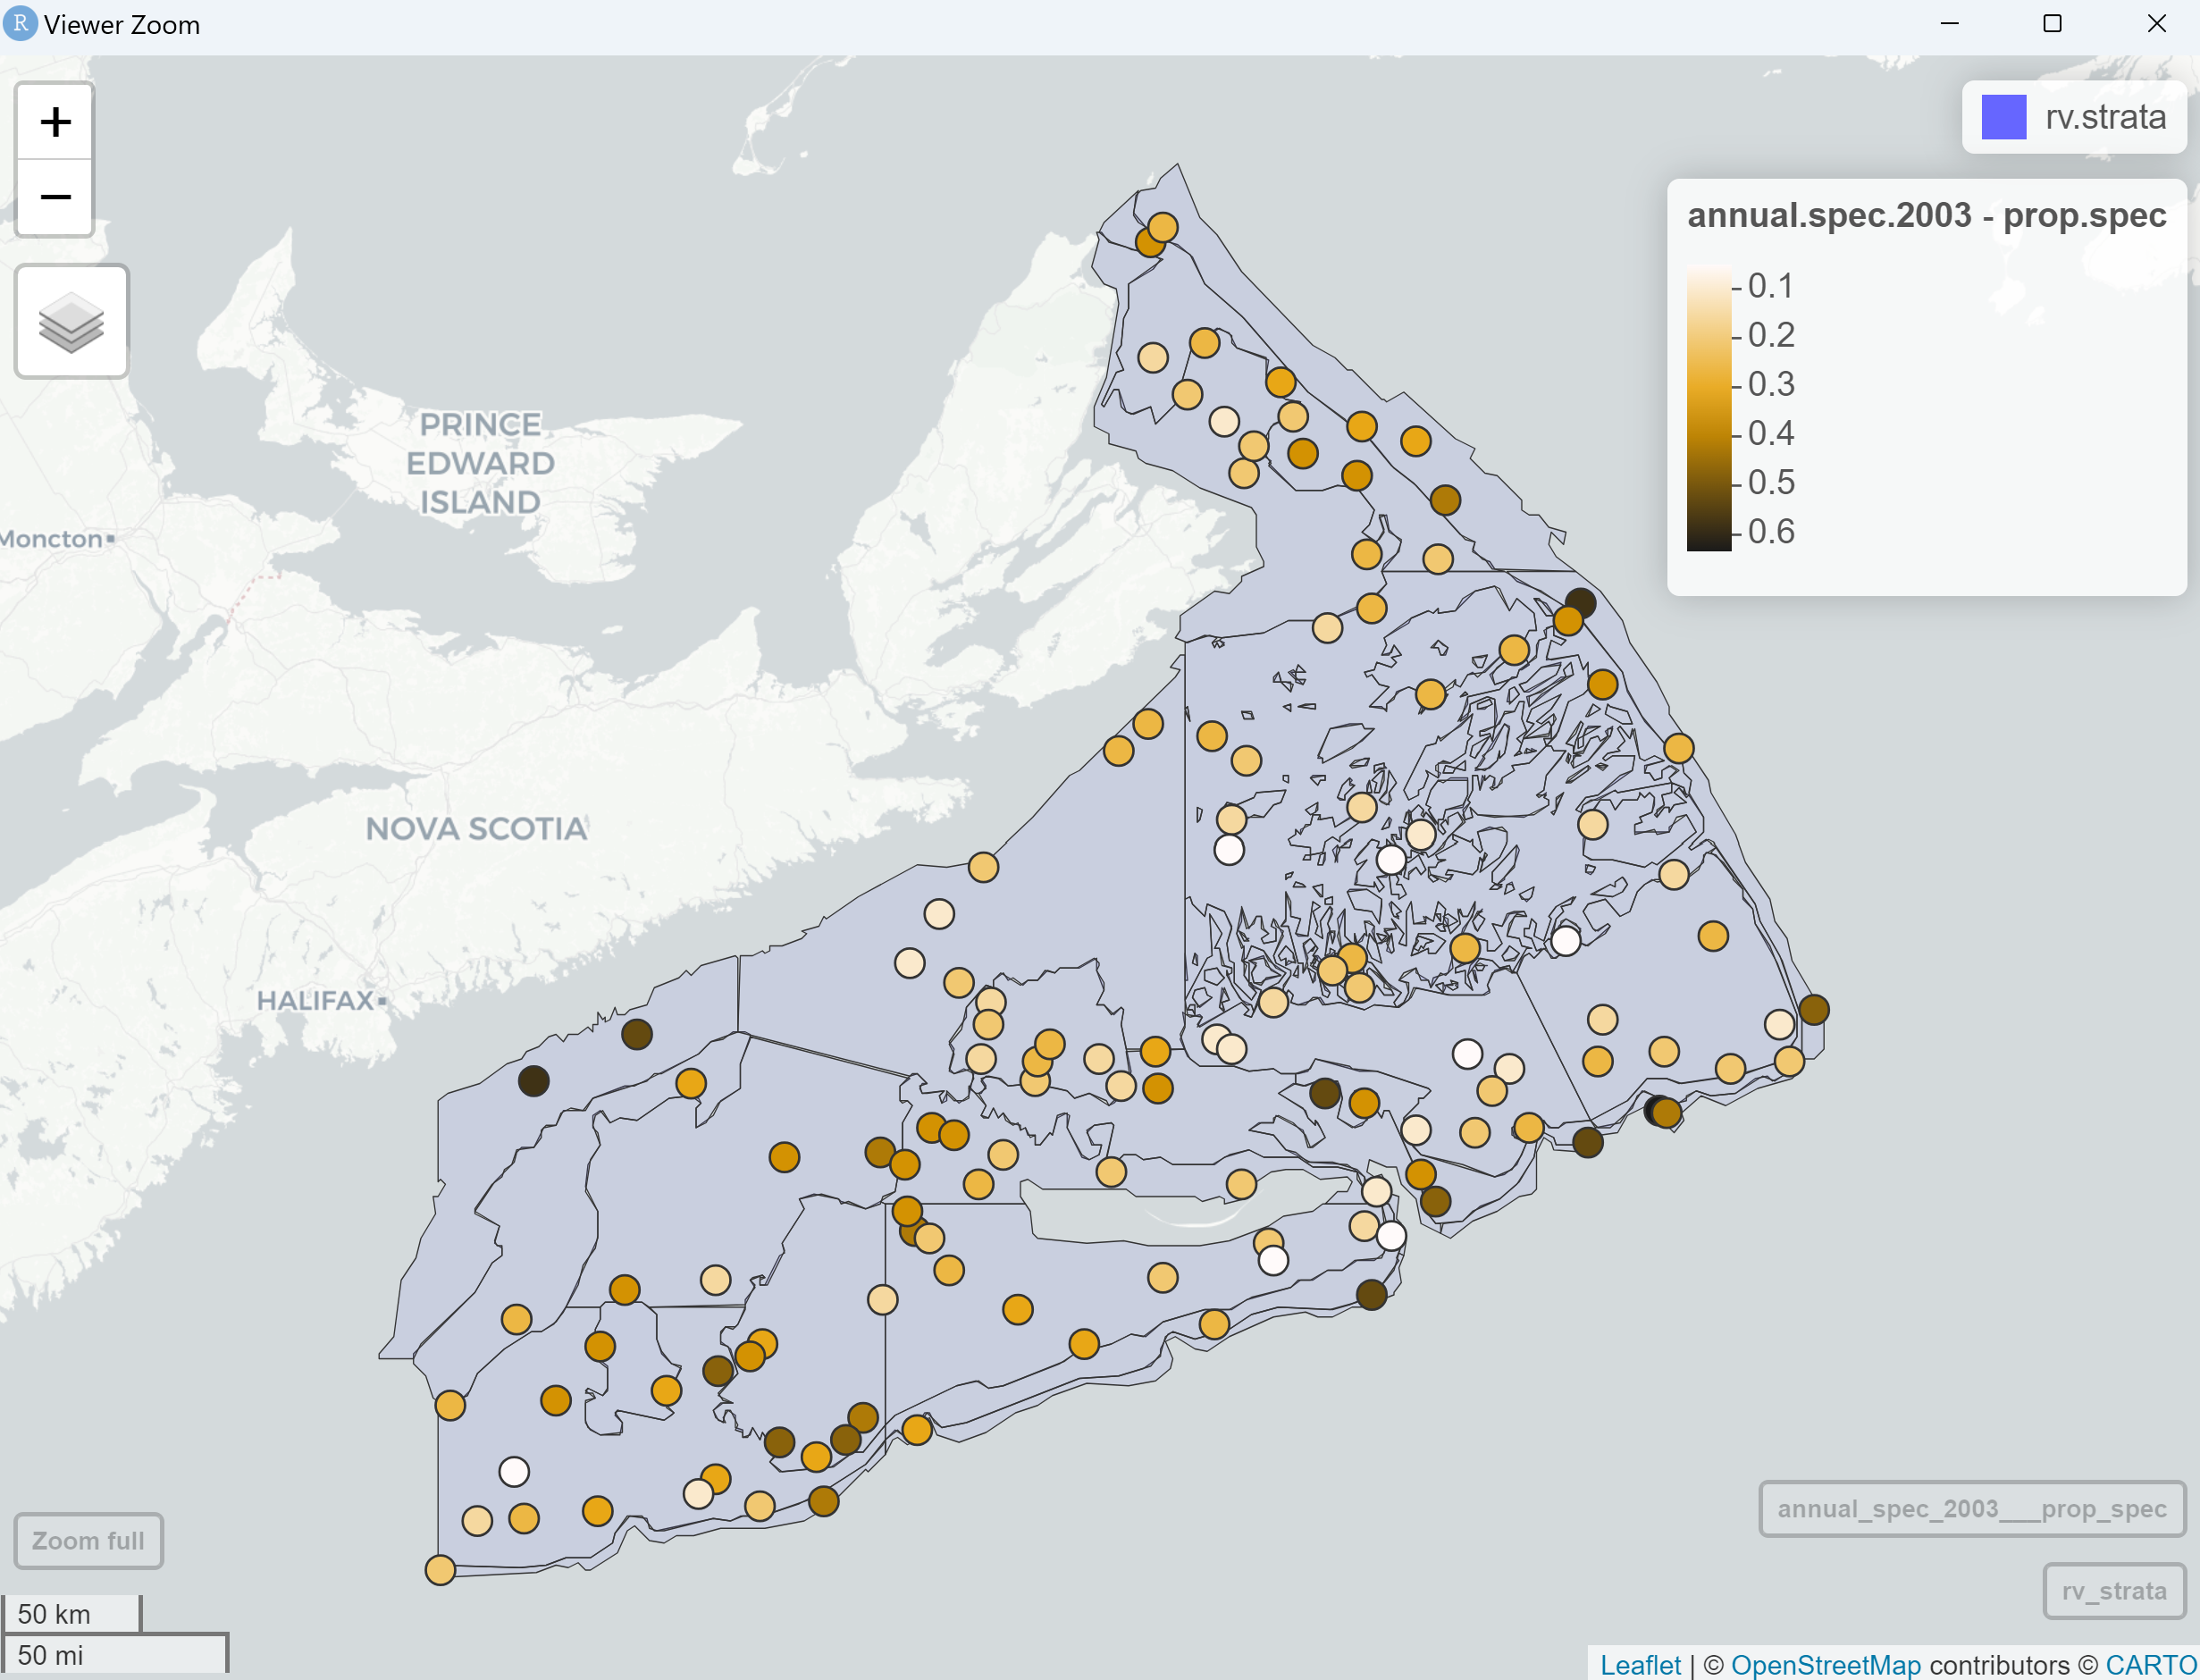 R Viewer Zoom
+
−
rv.strata
annual.spec.2003 - prop.spec
0.1
0.2
0.3
0.4
0.5
0.6
PRINCE
EDWARD
ISLAND
Moncton
NOVA SCOTIA
HALIFAX
Zoom full
annual_spec_2003___prop_spec
rv_strata
50 km
50 mi
Leaflet | © OpenStreetMap contributors © CARTO